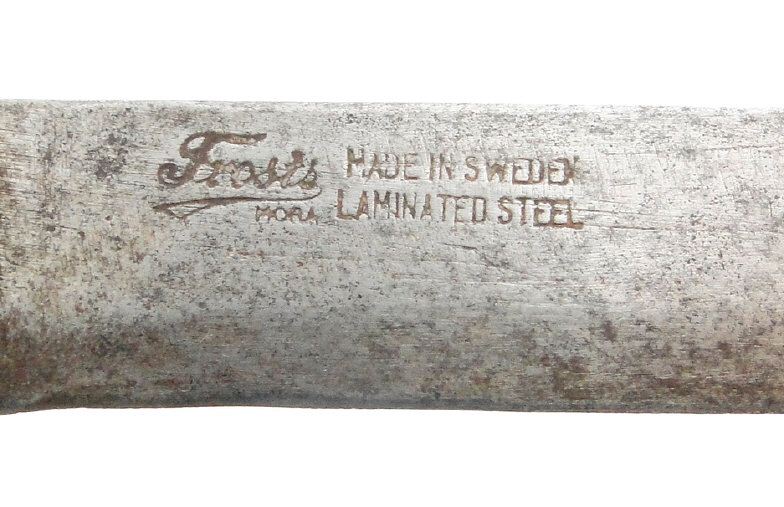 Frosts
MORA
MADE IN SWEDEN
LAMINATED STEEL